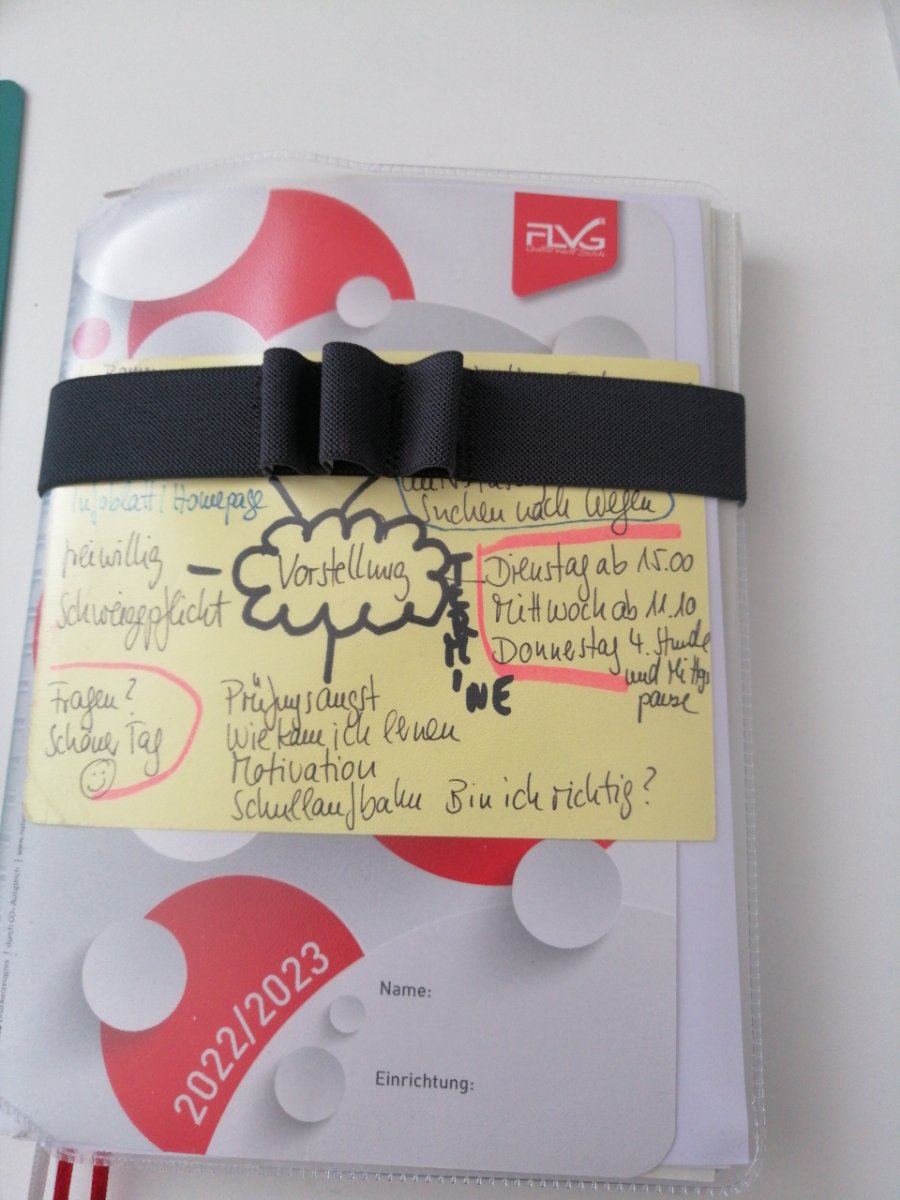 FLVG
Infoblatt / Homepage
Suchen nach Wegen
freiwillig
Schweigepflicht
Vorstellung
TERMINE
Dienstag ab 15.00
Mittwoch ab 11.10
Donnestag 4. Stunde
und Mittgs
pause
Fragen?
Schöner Tag
Prüfungsangst
Wie kann ich lernen
Motivation
Schullaufbahn Bin ich richtig?
2022/2023
Name:
Einrichtung: